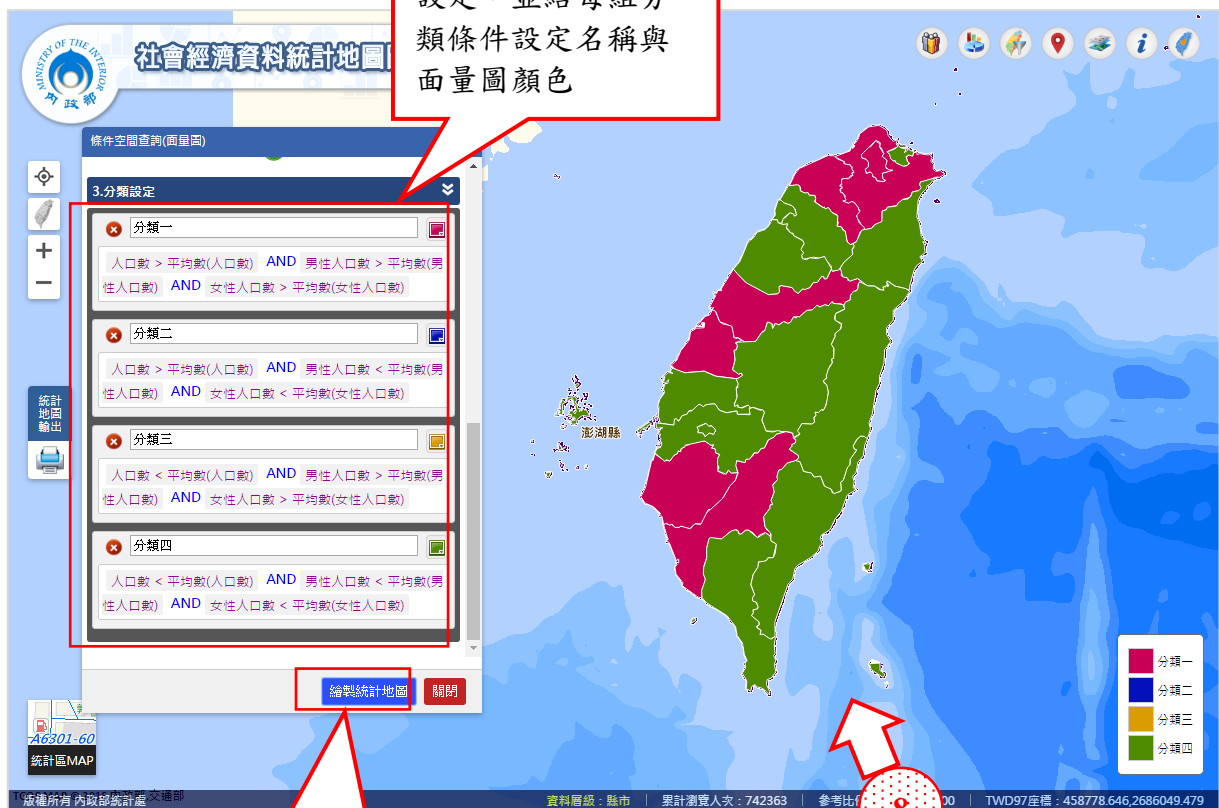 類條件設定名稱與
面量圖顏色
MINISTRY OF THE INTERIOR
內政部
社會經濟資料統計地圖
條件空間查詢(面量圖)
3.分類設定
分類一
人口數 > 平均數(人口數) AND 男性人口數 > 平均數(男
性人口數) AND 女性人口數 > 平均數(女性人口數)
分類二
人口數 > 平均數(人口數) AND 男性人口數 < 平均數(男
性人口數) AND 女性人口數 < 平均數(女性人口數)
分類三
人口數 < 平均數(人口數) AND 男性人口數 > 平均數(男
性人口數) AND 女性人口數 > 平均數(女性人口數)
分類四
人口數 < 平均數(人口數) AND 男性人口數 < 平均數(男
性人口數) AND 女性人口數 < 平均數(女性人口數)
繪製統計地圖 關閉
統計
地圖
輸出
澎湖縣
分類一
分類二
分類三
分類四
A6301-60
統計區MAP
版權所有 內政部統計處 交通部
資料層級：縣市 | 累計瀏覽人次：742363 | 參考比 00 | TWD97座標：458778.646,2686049.479